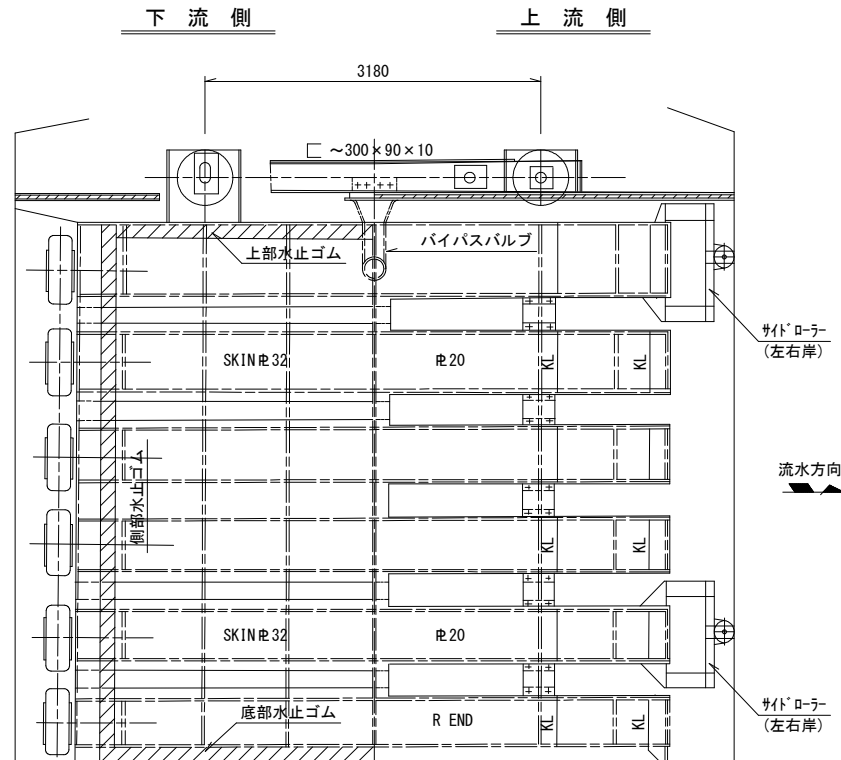 下流側
上流側
3180
匚 ~300×90×10
上部水止ゴム
バイパスバルブ
サイドローラー
(左右岸)
SKIN PL32
PL20
KL
KL
側部水止ゴム
流水方向
KL
KL
SKIN PL32
PL20
底部水止ゴム
R END
KL
KL
サイドローラー
(左右岸)